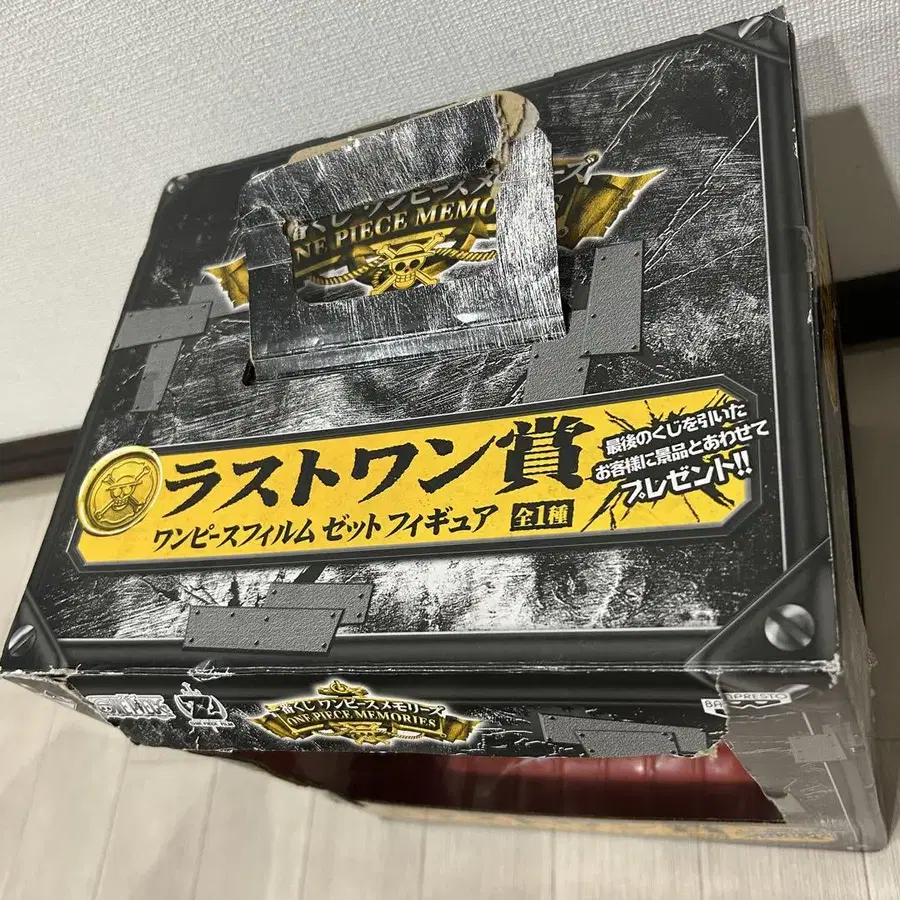 番くじ ワンピースメモリーズ
ONE PIECE MEMORIES
ラストワン賞
ワンピースフィルム ゼット フィギュア 全1種
最後のくじを引いた
お客様に景品とあわせて
プレゼント!!
一番くじ ワンピースメモリーズ
ONE PIECE MEMORIES
BANPRESTO